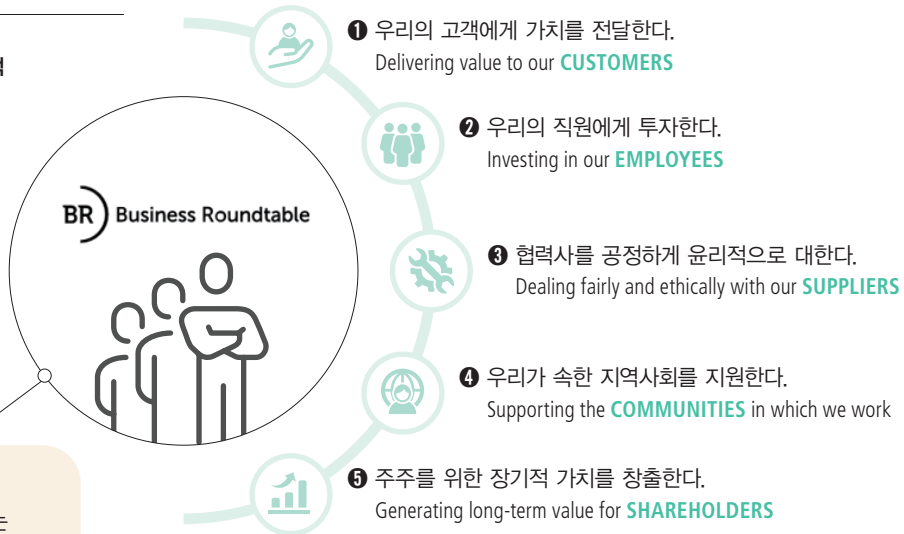 ❶ 우리의 고객에게 가치를 전달한다.
Delivering value to our CUSTOMERS
❷ 우리의 직원에게 투자한다.
Investing in our EMPLOYEES
BR Business Roundtable
❸ 협력사를 공정하게 윤리적으로 대한다.
Dealing fairly and ethically with our SUPPLIERS
❹ 우리가 속한 지역사회를 지원한다.
Supporting the COMMUNITIES in which we work
❺ 주주를 위한 장기적 가치를 창출한다.
Generating long-term value for SHAREHOLDERS
는